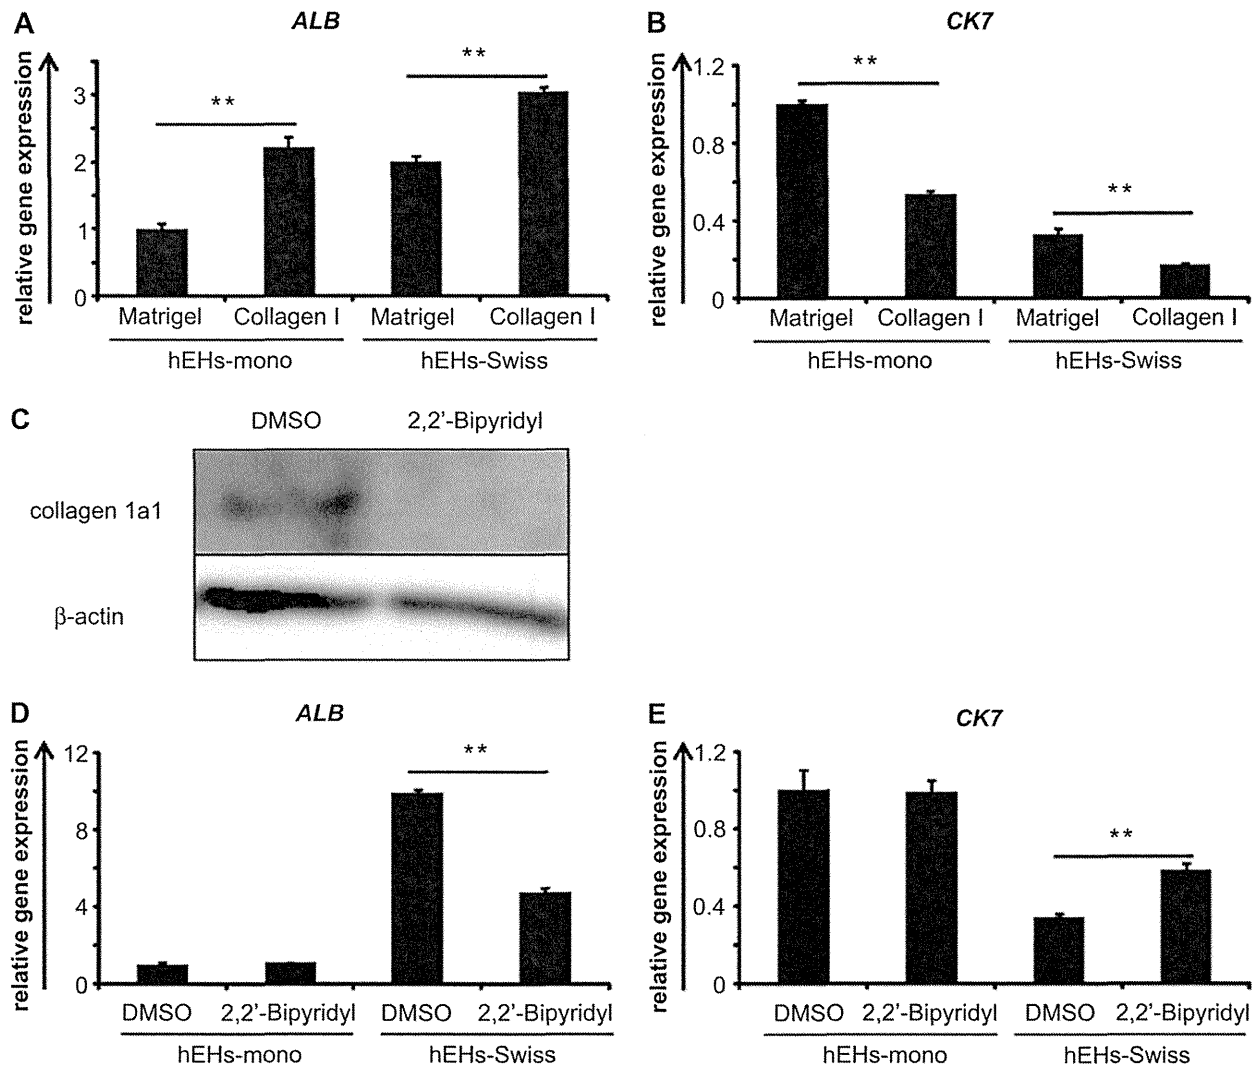 A
ALB
relative gene expression
3
2
1
0
**
**
Matrigel Collagen I Matrigel Collagen I
hEHs-mono hEHs-Swiss
B
CK7
relative gene expression
1.2
0.8
0.4
0
**
**
Matrigel Collagen I Matrigel Collagen I
hEHs-mono hEHs-Swiss
C
DMSO 2,2'-Bipyridyl
collagen 1a1
β-actin
D
ALB
relative gene expression
12
8
4
0
**
DMSO 2,2'-Bipyridyl DMSO 2,2'-Bipyridyl
hEHs-mono hEHs-Swiss
E
CK7
relative gene expression
1.2
0.8
0.4
0
**
DMSO 2,2'-Bipyridyl DMSO 2,2'-Bipyridyl
hEHs-mono hEHs-Swiss